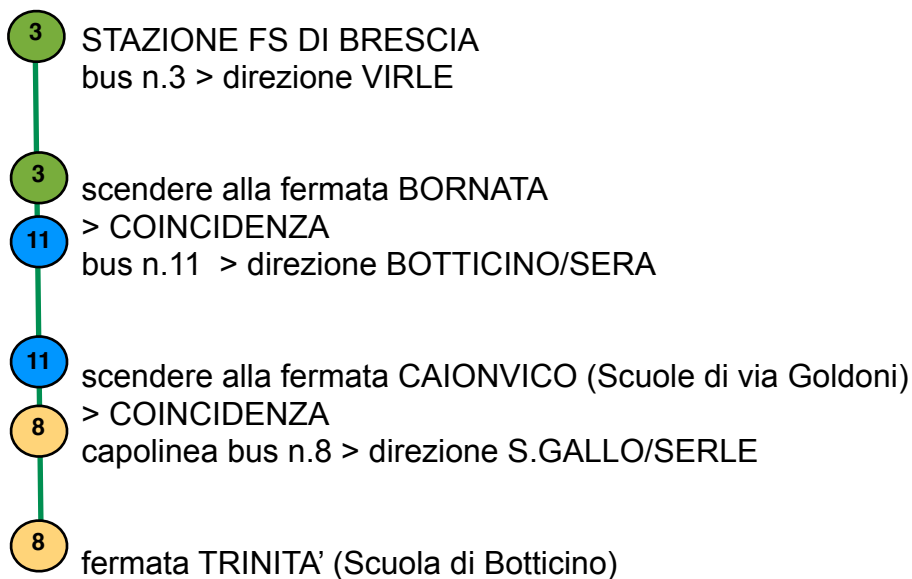 3
STAZIONE FS DI BRESCIA
bus n.3 > direzione VIRLE
3
scendere alla fermata BORNATA
> COINCIDENZA
11
bus n.11 > direzione BOTTICINO/SERA
11
scendere alla fermata CAIONVICO (Scuole di via Goldoni)
8
> COINCIDENZA
capolinea bus n.8 > direzione S.GALLO/SERLE
8
fermata TRINITA’ (Scuola di Botticino)